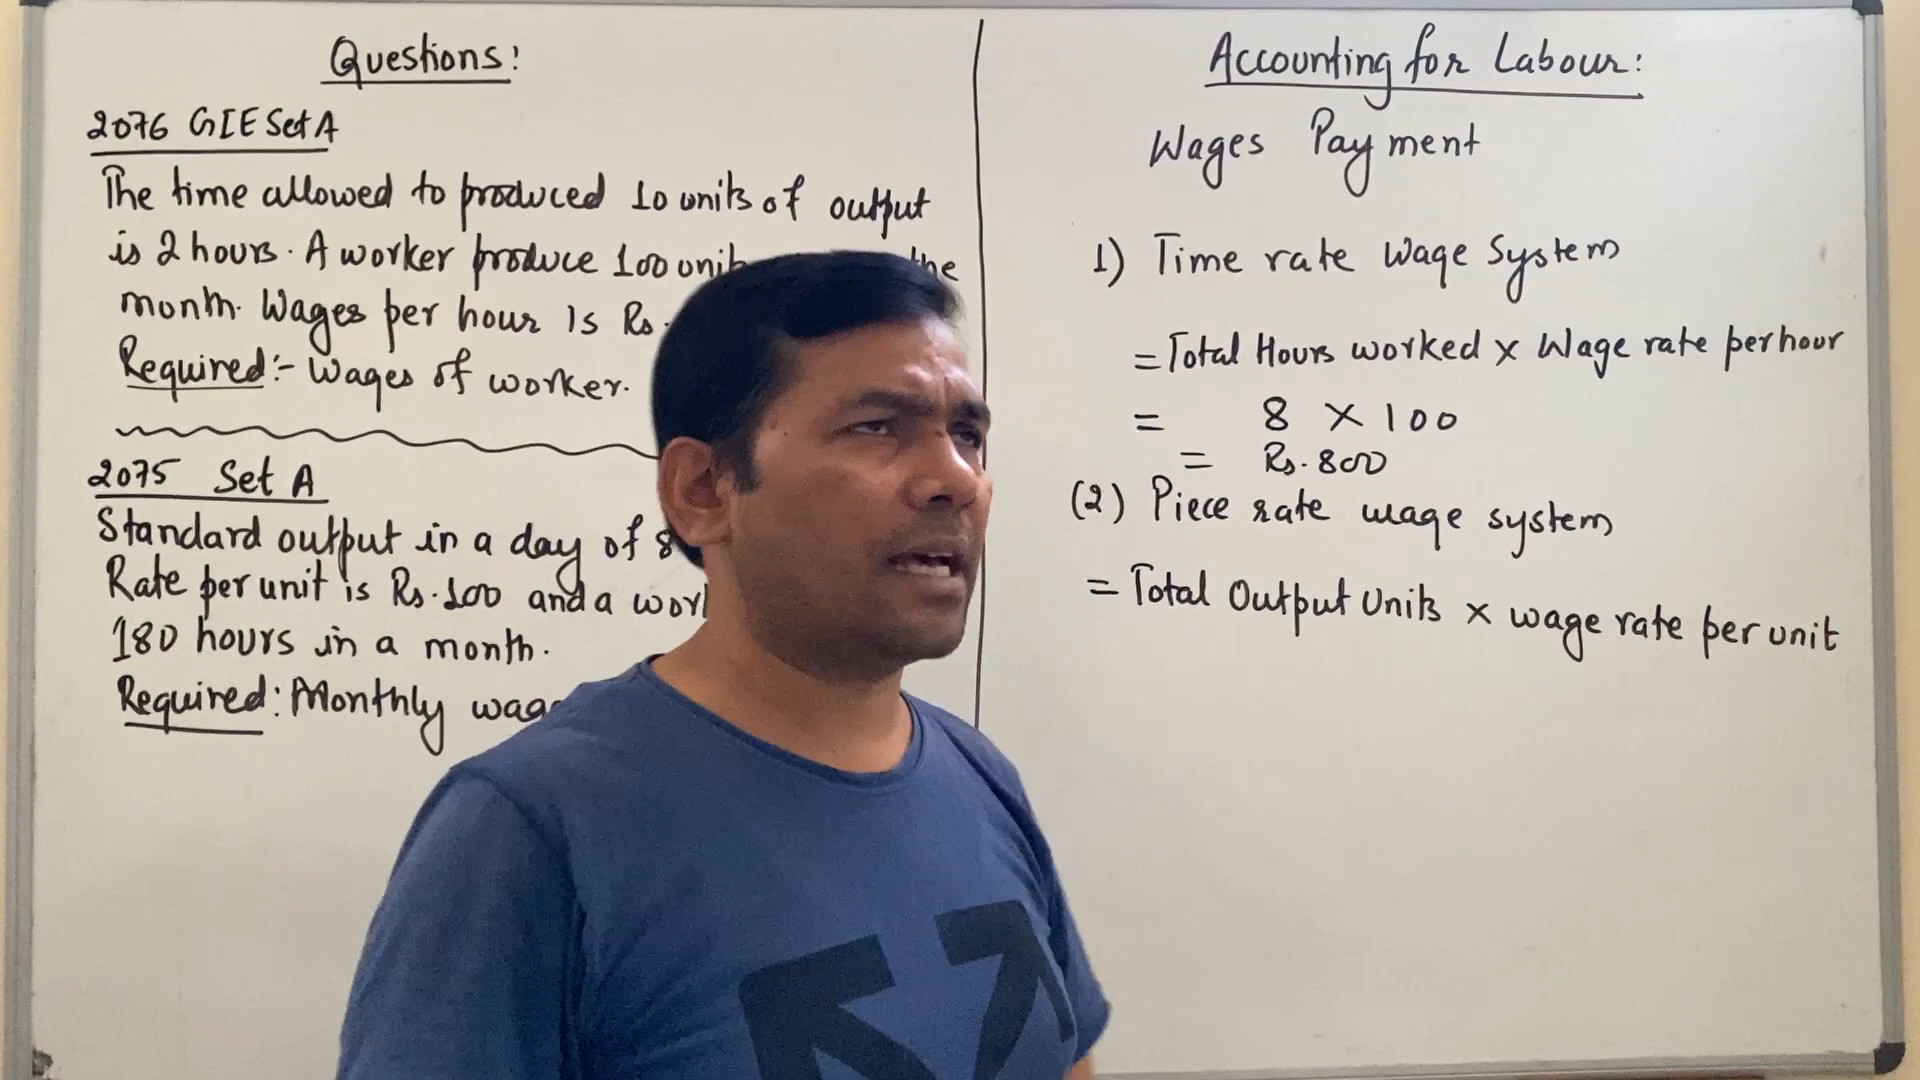 Questions:
2076 GIE Set A
The time allowed to produced 10 units of output
is 2 hours. A worker produce 100 the
month. Wages per hour is Rs.
Required:- Wages of worker.
2075 Set A
Standard output in a day of 8
Rate per unit is Rs. 100 and a
180 hours in a month.
Required: Monthly
Accounting for Labour:
Wages Payment
1) Time rate wage System
= Total Hours worked x Wage rate per hour
= 8 X 100
= Rs. 800
(2) Piece rate wage system
= Total Output Units x wage rate per unit